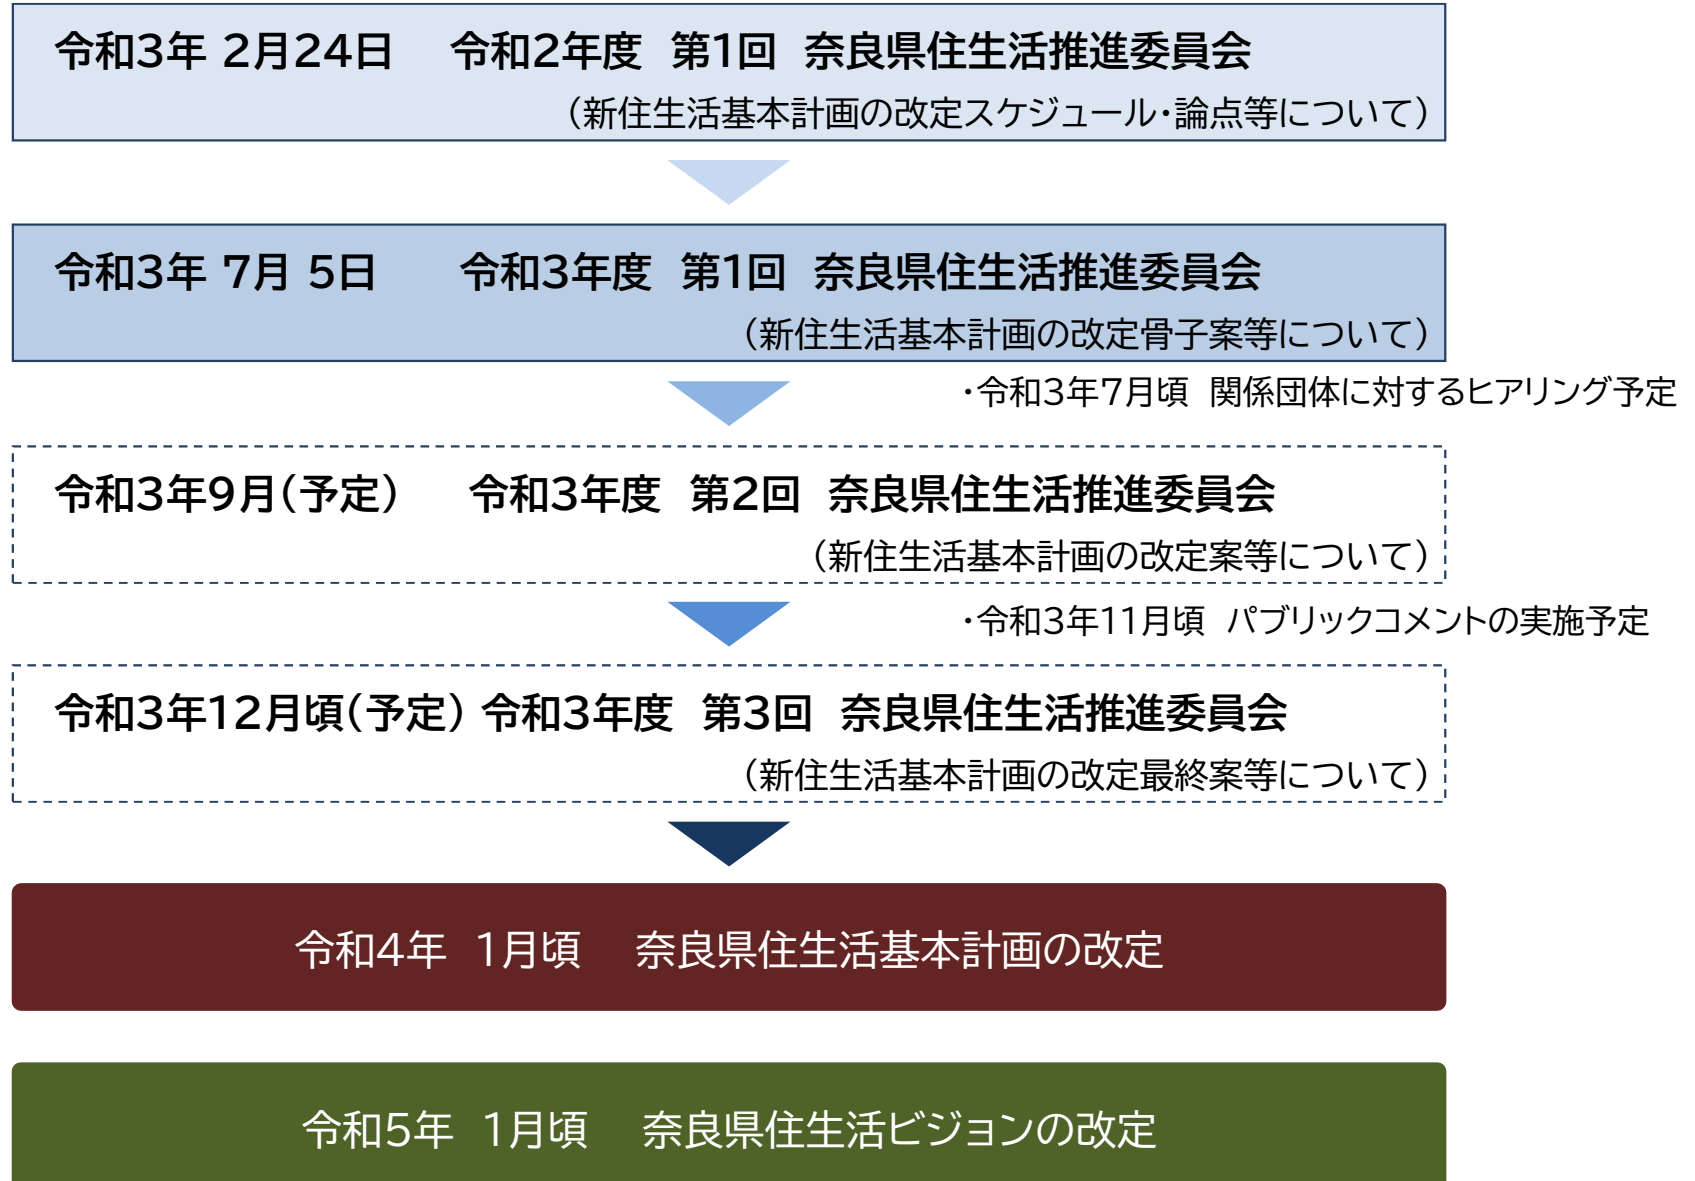 令和3年 2月24日　令和2年度 第1回 奈良県住生活推進委員会
（新住生活基本計画の改定スケジュール・論点等について）
令和3年 7月 5日　令和3年度 第1回 奈良県住生活推進委員会
（新住生活基本計画の改定骨子案等について）
・令和3年7月頃 関係団体に対するヒアリング予定
令和3年9月（予定）　令和3年度 第2回 奈良県住生活推進委員会
（新住生活基本計画の改定案等について）
・令和3年11月頃 パブリックコメントの実施予定
令和3年12月頃（予定） 令和3年度 第3回 奈良県住生活推進委員会
（新住生活基本計画の改定最終案等について）
令和4年 1月頃　奈良県住生活基本計画の改定
令和5年 1月頃　奈良県住生活ビジョンの改定